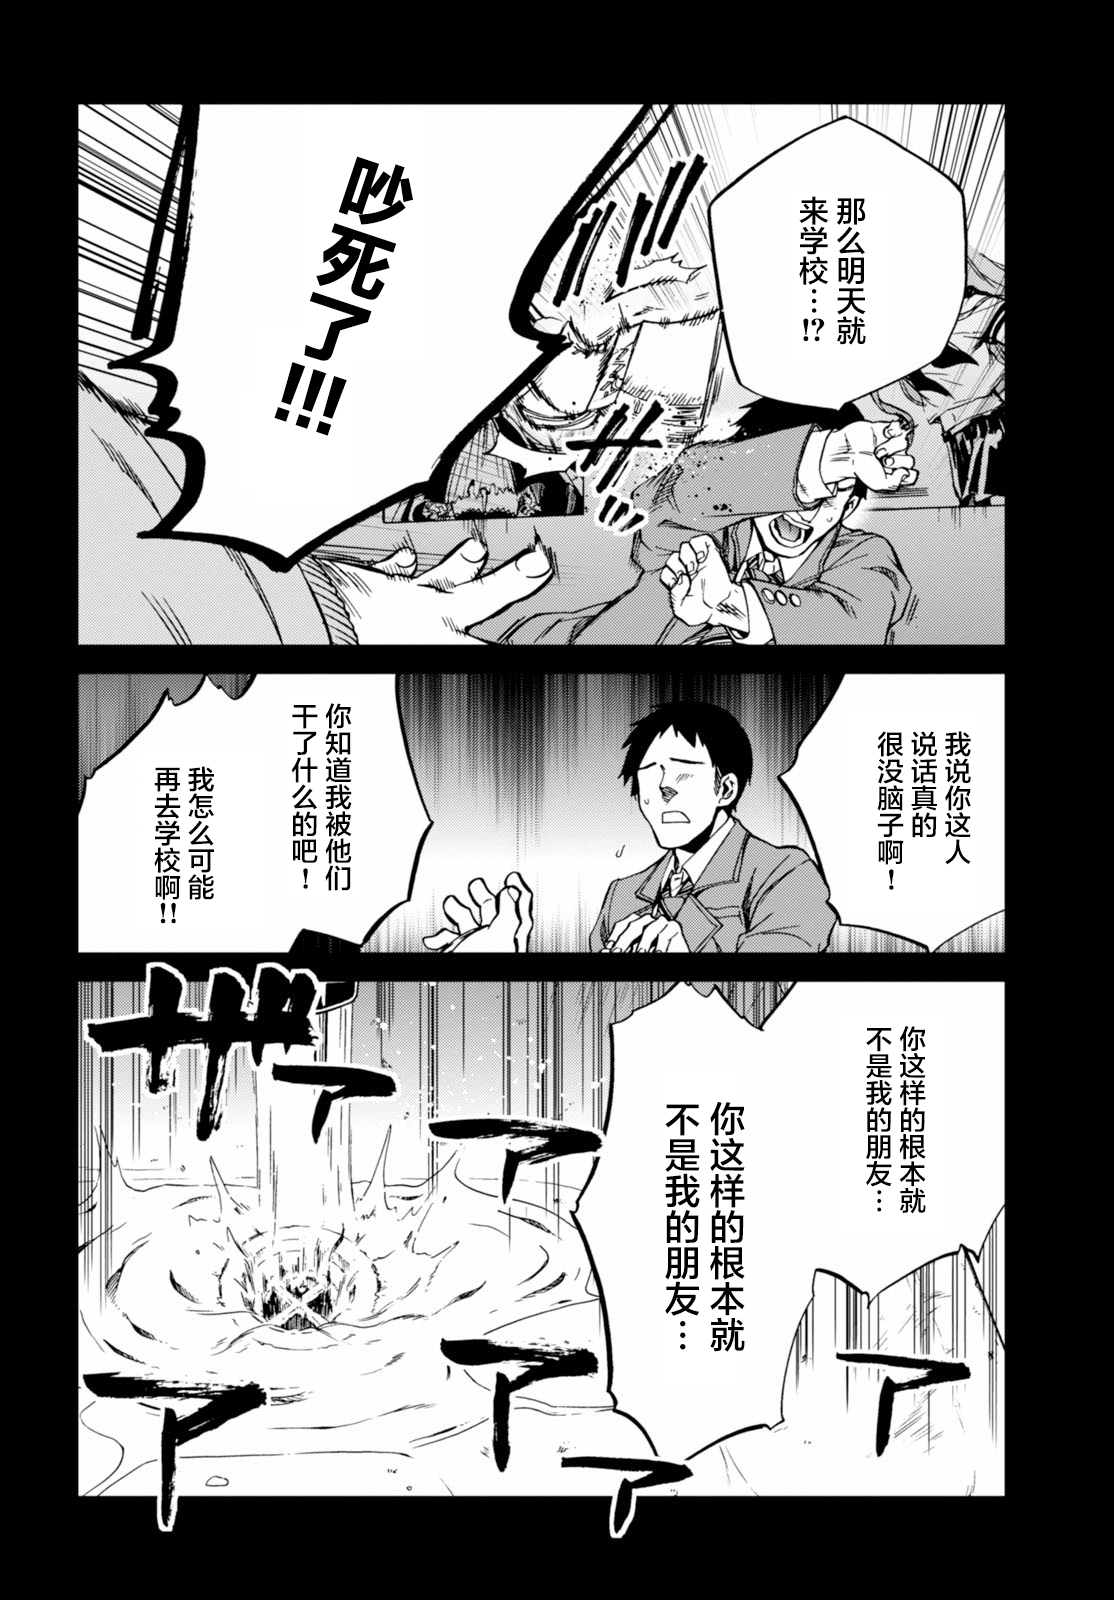 那么明天就
来学校…!?
吵死了!!!
我说你这人
说话真的
很没脑子啊！
你知道我被他们
干了什么的吧！
我怎么可能
再去学校啊!!
你这样的根本就
不是我的朋友…
你这样的根本就
不是我的朋友…
ザァ
ァ
ァ
ァ
ァ